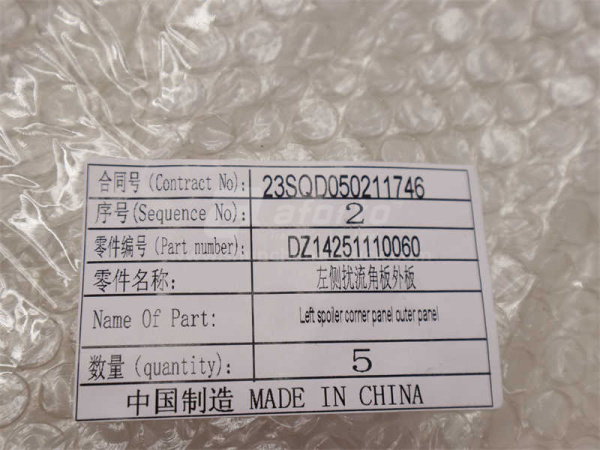 合同号(Contract No): 23SQD050211746
序号(Sequence No): 2
零件编号(Part number): DZ14251110060
零件名称: 左侧扰流角板外板
Name Of Part: Left spoiler corner panel outer panel
数量(quantity): 5
中国制造 MADE IN CHINA